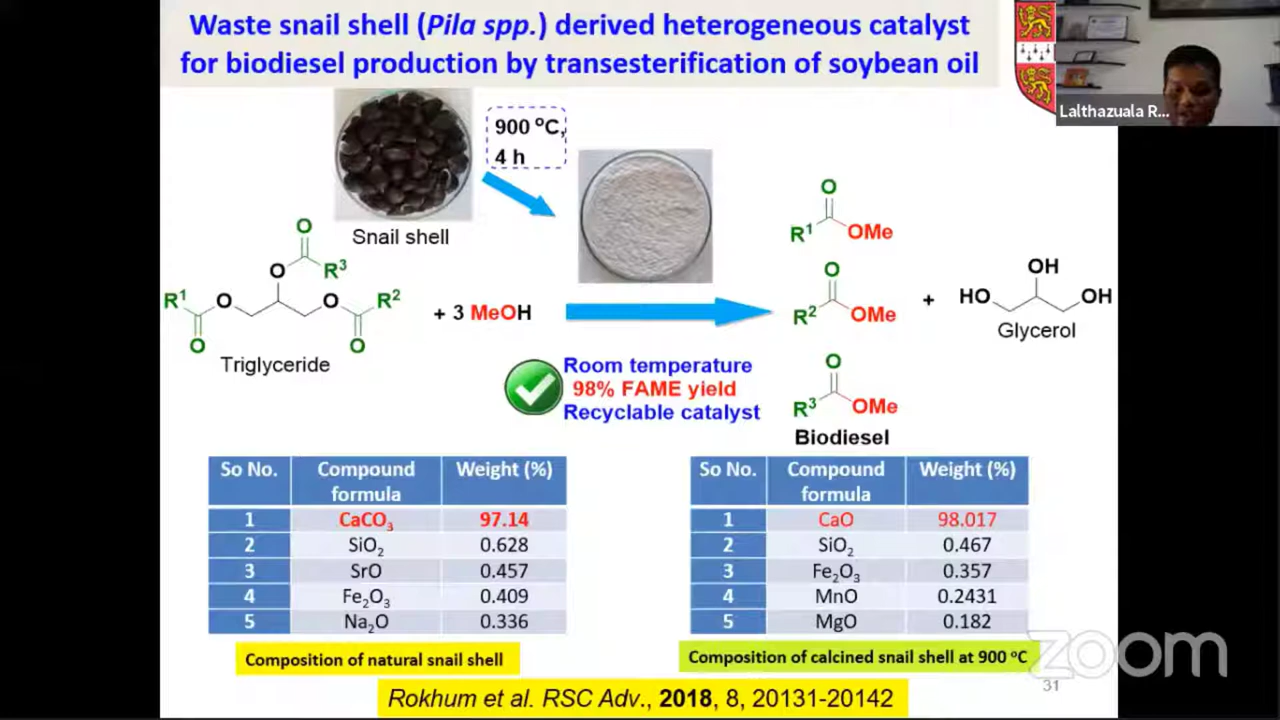 Waste snail shell (Pila spp.) derived heterogeneous catalyst
for biodiesel production by transesterification of soybean oil
Lalthazuala R...
900 ºC,
4 h
Snail shell
O
O
R³
R¹
O
O
R²
O
O
Triglyceride
+ 3 MeOH
O
R¹ OMe
O
R² OMe
O
R³ OMe
Biodiesel
+
OH
HO
OH
Glycerol
Room temperature
98% FAME yield
Recyclable catalyst
So No. Compound formula Weight (%)
1 CaCO₃ 97.14
2 SiO₂ 0.628
3 SrO 0.457
4 Fe₂O₃ 0.409
5 Na₂O 0.336
Composition of natural snail shell
So No. Compound formula Weight (%)
1 CaO 98.017
2 SiO₂ 0.467
3 Fe₂O₃ 0.357
4 MnO 0.2431
5 MgO 0.182
Composition of calcined snail shell at 900 ºC
zoom
31
Rokhum et al. RSC Adv., 2018, 8, 20131-20142